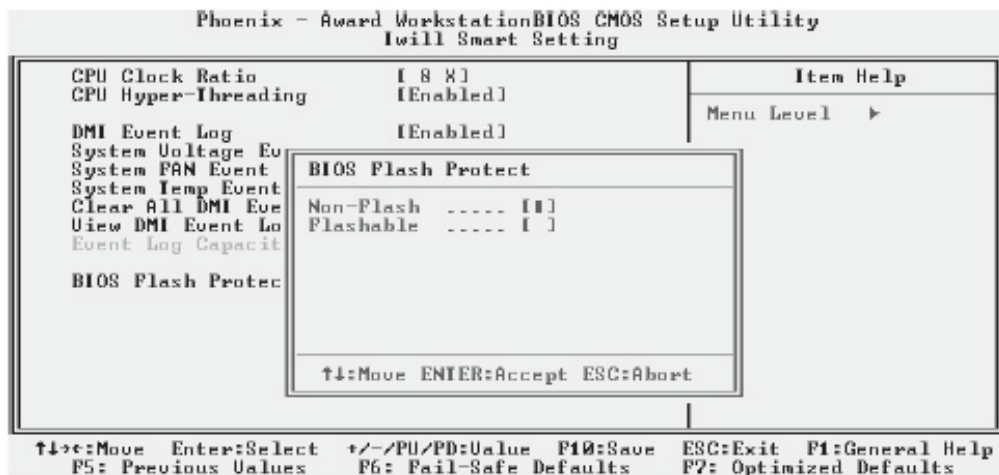 Phoenix - Award WorkstationBIOS CMOS Setup Utility
Iwill Smart Setting
CPU Clock Ratio [ 8 X]
CPU Hyper-Threading [Enabled]
Item Help
Menu Level ▶
DMI Event Log [Enabled]
System Voltage Ev
System FAN Event
System Temp Event
Clear All DMI Eve
View DMI Event Lo
Event Log Capacit
BIOS Flash Protec
BIOS Flash Protect
Non-Flash ..... [■]
Flashable ..... [ ]
↑↓:Move ENTER:Accept ESC:Abort
↑↓→←:Move Enter:Select +/-/PU/PD:Value F10:Save ESC:Exit F1:General Help
F5: Previous Values F6: Fail-Safe Defaults F7: Optimized Defaults